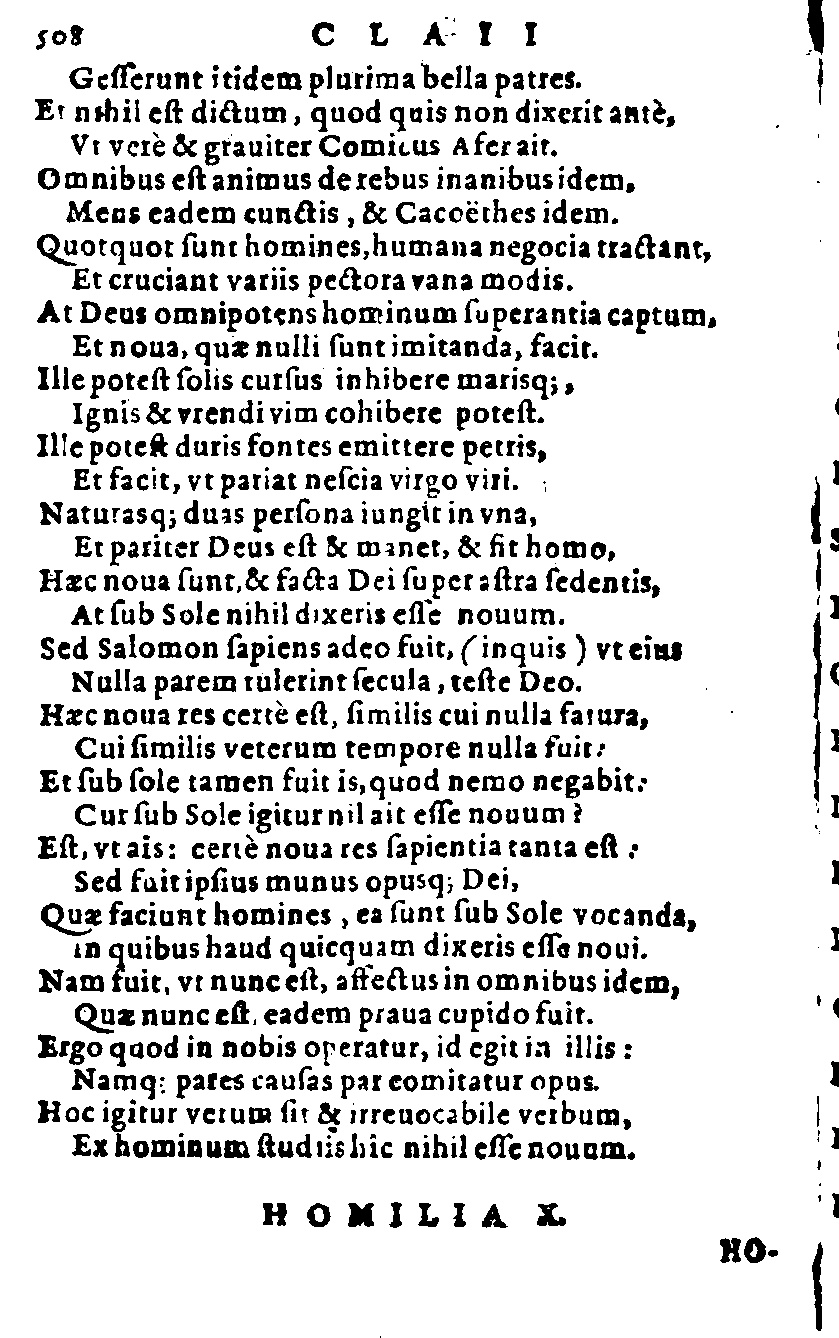 508 C L A I I
Geſſerunt itidem plurima bella patres.
Et nihil eſt dictum, quod quis non dixerit antè,
Vt verè & grauiter Comicus Afer ait.
Omnibus eſt animus de rebus inanibus idem,
Mens eadem cunctis, & Cacoëthes idem.
Quotquot ſunt homines, humana negocia tractant,
Et cruciant variis pectora vana modis.
At Deus omnipotens hominum ſuperantia captum,
Et noua, quæ nulli ſunt imitanda, facit.
Ille poteſt ſolis curſus inhibere marisq;,
Ignis & vrendi vim cohibere poteſt.
Ille poteſt duris fontes emittere petris,
Et facit, vt pariat neſcia virgo viri.
Naturasq; duas perſona iungit in vna,
Et pariter Deus eſt & manet, & fit homo,
Hæc noua ſunt, & facta Dei ſuper aſtra ſedentis,
At ſub Sole nihil dixeris eſſe nouum.
Sed Salomon ſapiens adeo fuit, (inquis) vt eius
Nulla parem tulerint ſecula, teſte Deo.
Hæc noua res certè eſt, ſimilis cui nulla fatura,
Cui ſimilis veterum tempore nulla fuit:
Et ſub ſole tamen fuit is, quod nemo negabit:
Cur ſub Sole igitur nil ait eſſe nouum?
Eſt, vt ais: certè noua res ſapientia tanta eſt:
Sed fuit ipſius munus opusq; Dei,
Quæ faciunt homines, ea ſunt ſub Sole vocanda,
in quibus haud quicquam dixeris eſſe noui.
Nam fuit, vt nunc eſt, affectus in omnibus idem,
Quæ nunc eſt, eadem praua cupido fuit.
Ergo quod in nobis operatur, id egit in illis:
Namq; pares cauſas par comitatur opus.
Hoc igitur verum ſit & irreuocabile verbum,
Ex hominum ſtudiis hic nihil eſſe nouum.
H O M I L I A X.
HO-